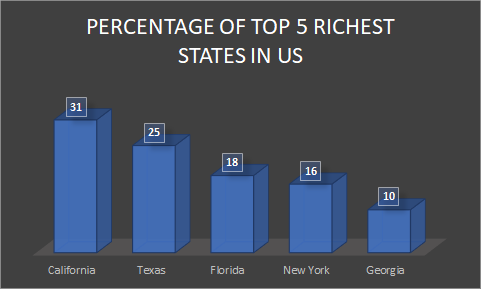 PERCENTAGE OF TOP 5 RICHEST
STATES IN US
31
25
18
16
10
California
Texas
Florida
New York
Georgia